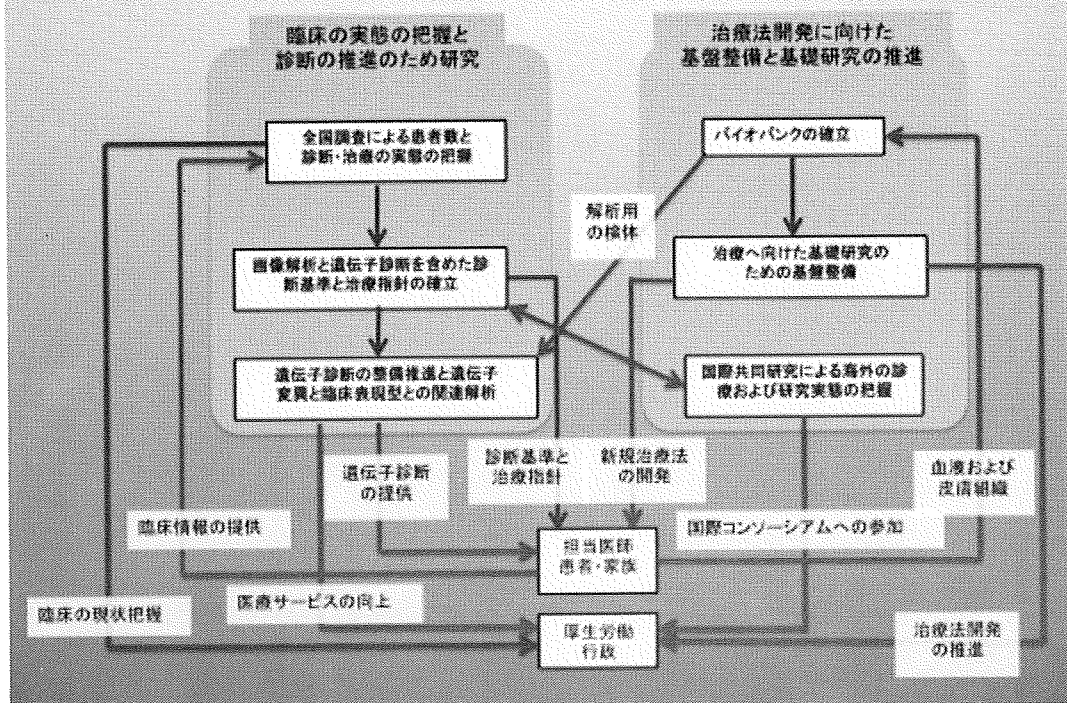 臨床の実態の把握と
診断の推進のため研究
治療法開発に向けた
基盤整備と基礎研究の推進
全国調査による患者数と
診断・治療の実態の把握
バイオバンクの確立
解析用
の検体
画像解析と遺伝子診断を含めた診
断基準と治療指針の確立
治療へ向けた基礎研究の
ための基盤整備
遺伝子診断の整備推進と遺伝子
変異と臨床表現型との関連解析
国際共同研究による海外の診
療および研究実態の把握
遺伝子診断
の提供
診断基準と
治療指針
新規治療法
の開発
血液および
皮膚組織
臨床情報の提供
国際コンソーシアムへの参加
担当医師
患者・家族
医療サービスの向上
臨床の現状把握
厚生労働
行政
治療法開発
の推進